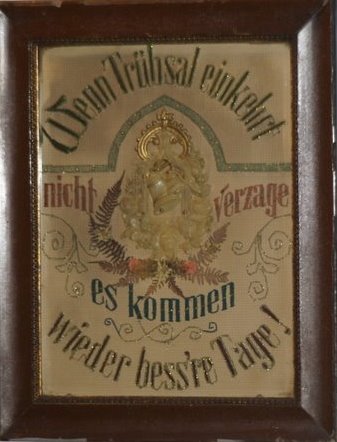 Wenn Trübsal einkehrt
nicht verzage
es kommen
wieder bess're Tage!